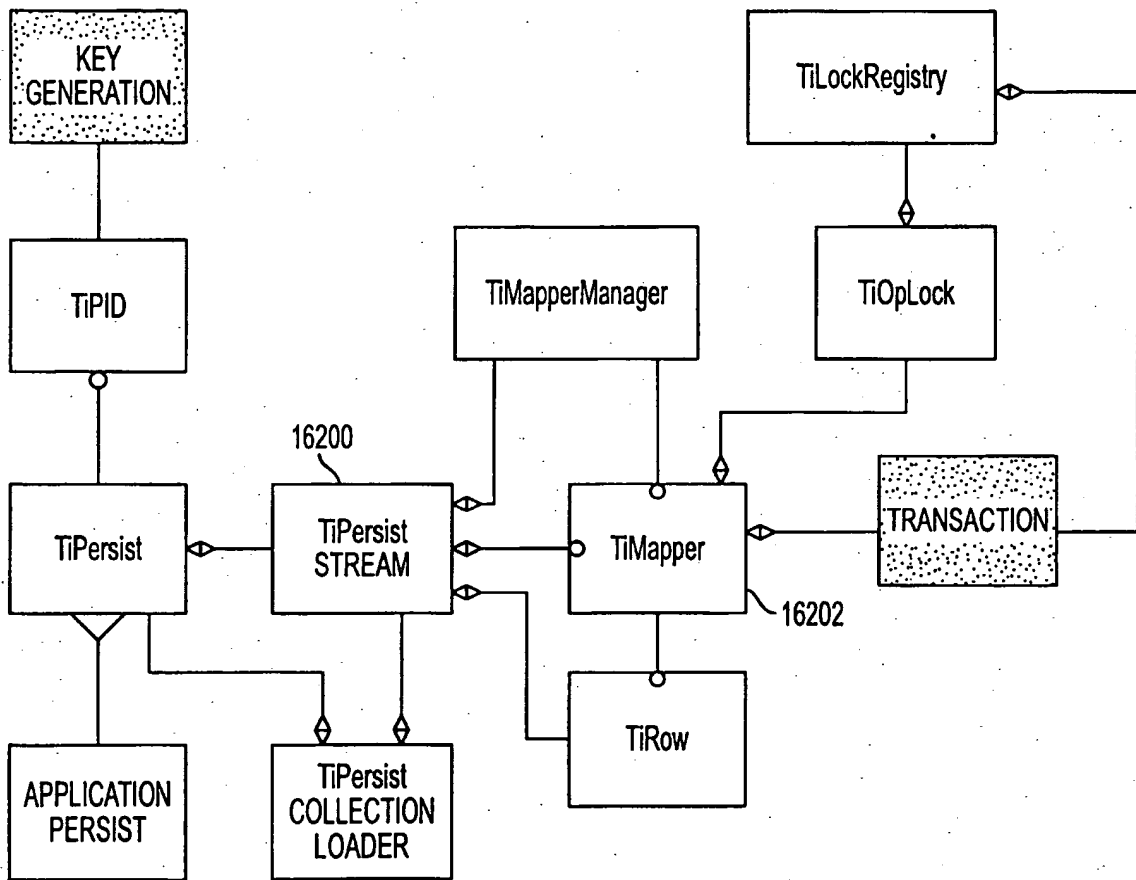 KEY
GENERATION
TiLockRegistry
TiPID
TiMapperManager
TiOpLock
16200
TiPersist
TiPersist
STREAM
TiMapper
TRANSACTION
16202
APPLICATION
PERSIST
TiPersist
COLLECTION
LOADER
TiRow